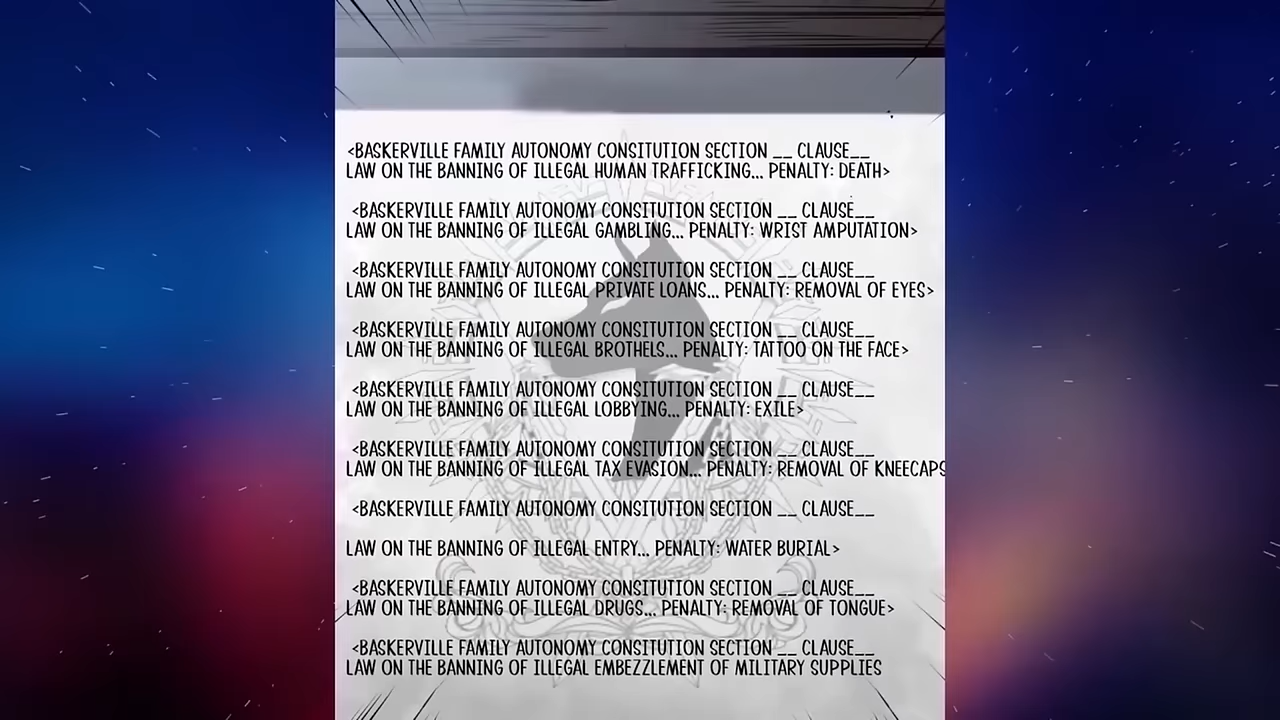 <BASKERVILLE FAMILY AUTONOMY CONSITUTION SECTION __ CLAUSE__
LAW ON THE BANNING OF ILLEGAL HUMAN TRAFFICKING... PENALTY: DEATH>
<BASKERVILLE FAMILY AUTONOMY CONSITUTION SECTION __ CLAUSE__
LAW ON THE BANNING OF ILLEGAL GAMBLING... PENALTY: WRIST AMPUTATION>
<BASKERVILLE FAMILY AUTONOMY CONSITUTION SECTION __ CLAUSE__
LAW ON THE BANNING OF ILLEGAL PRIVATE LOANS... PENALTY: REMOVAL OF EYES>
<BASKERVILLE FAMILY AUTONOMY CONSITUTION SECTION __ CLAUSE__
LAW ON THE BANNING OF ILLEGAL BROTHELS... PENALTY: TATTOO ON THE FACE>
<BASKERVILLE FAMILY AUTONOMY CONSITUTION SECTION __ CLAUSE__
LAW ON THE BANNING OF ILLEGAL LOBBYING... PENALTY: EXILE>
<BASKERVILLE FAMILY AUTONOMY CONSITUTION SECTION __ CLAUSE__
LAW ON THE BANNING OF ILLEGAL TAX EVASION... PENALTY: REMOVAL OF KNEECAPS
<BASKERVILLE FAMILY AUTONOMY CONSITUTION SECTION __ CLAUSE__
LAW ON THE BANNING OF ILLEGAL ENTRY... PENALTY: WATER BURIAL>
<BASKERVILLE FAMILY AUTONOMY CONSITUTION SECTION __ CLAUSE__
LAW ON THE BANNING OF ILLEGAL DRUGS... PENALTY: REMOVAL OF TONGUE>
<BASKERVILLE FAMILY AUTONOMY CONSITUTION SECTION __ CLAUSE__
LAW ON THE BANNING OF ILLEGAL EMBEZZLEMENT OF MILITARY SUPPLIES